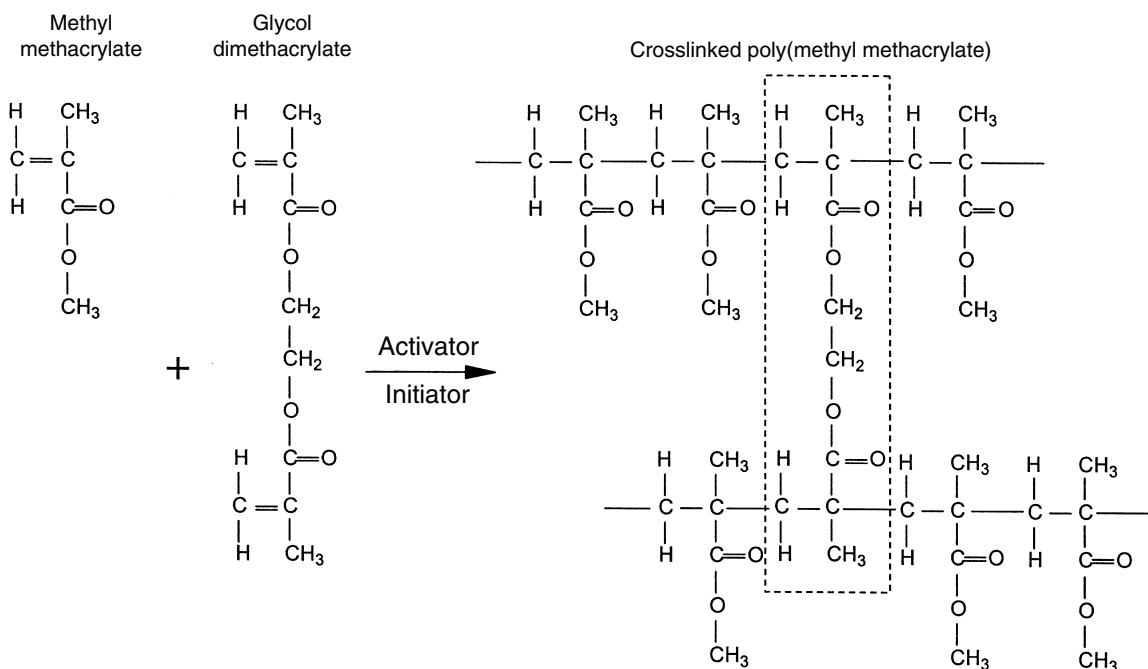 Methyl
methacrylate
H CH₃
C=C
H C=O
O
CH₃
+
Glycol
dimethacrylate
H CH₃
C=C
H C=O
O
CH₂
CH₂
O
H C=O
C=C
H CH₃
Activator
Initiator
Crosslinked poly(methyl methacrylate)
H CH₃ H CH₃ H CH₃ H CH₃
C C C C C C C C
H C=O H C=O H C=O H C=O
O O O O
CH₃ CH₃ CH₂ CH₃
CH₂
O
H CH₃ H C=O H CH₃ H CH₃
C C C C C C C C
H C=O H CH₃ H C=O H C=O
O O O
CH₃ CH₃ CH₃